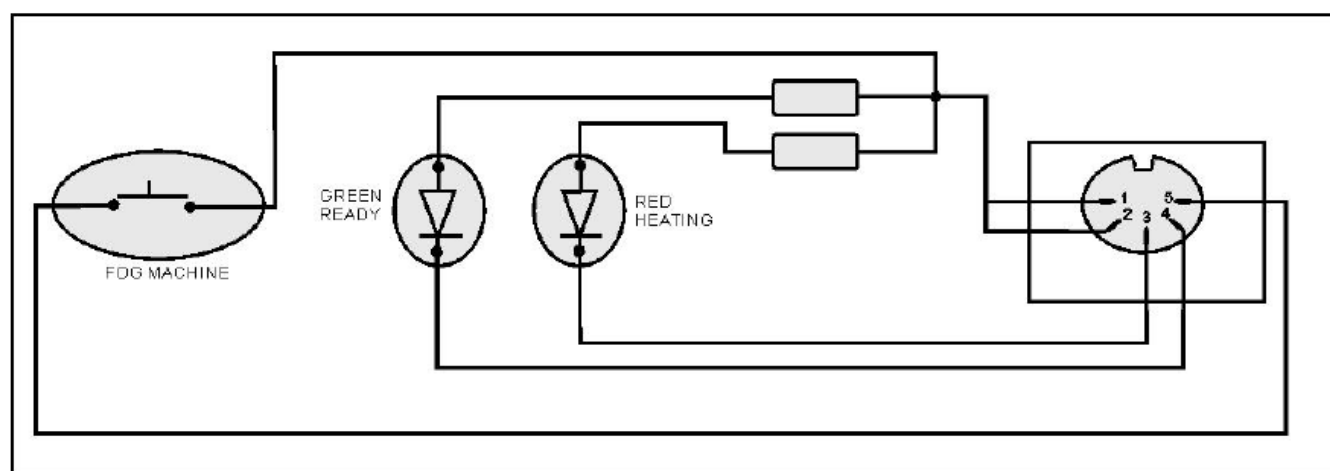 GREEN
READY
RED
HEATING
FOG MACHINE
1
2
3
4
5